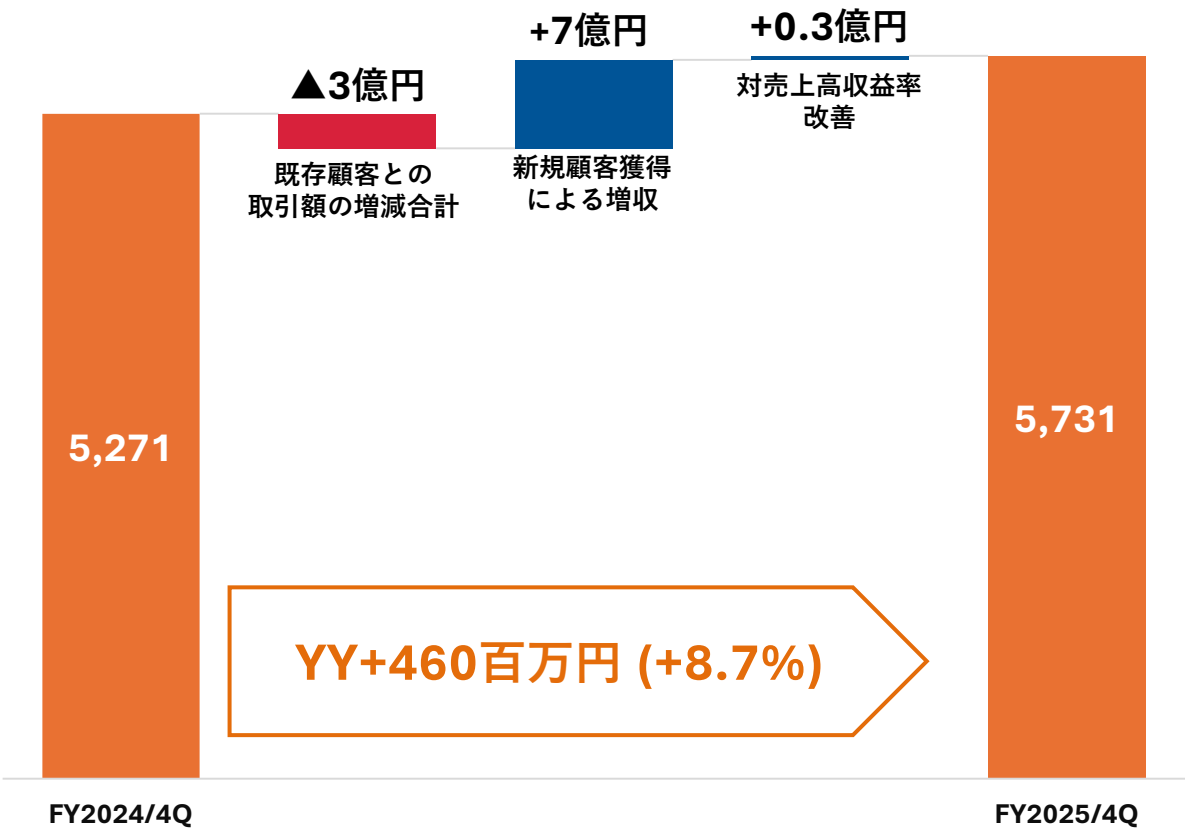 +7億円
+0.3億円
▲3億円
対売上高収益率
改善
既存顧客との
取引額の増減合計
新規顧客獲得
による増収
5,271
5,731
YY+460百万円 (+8.7%)
FY2024/4Q
FY2025/4Q